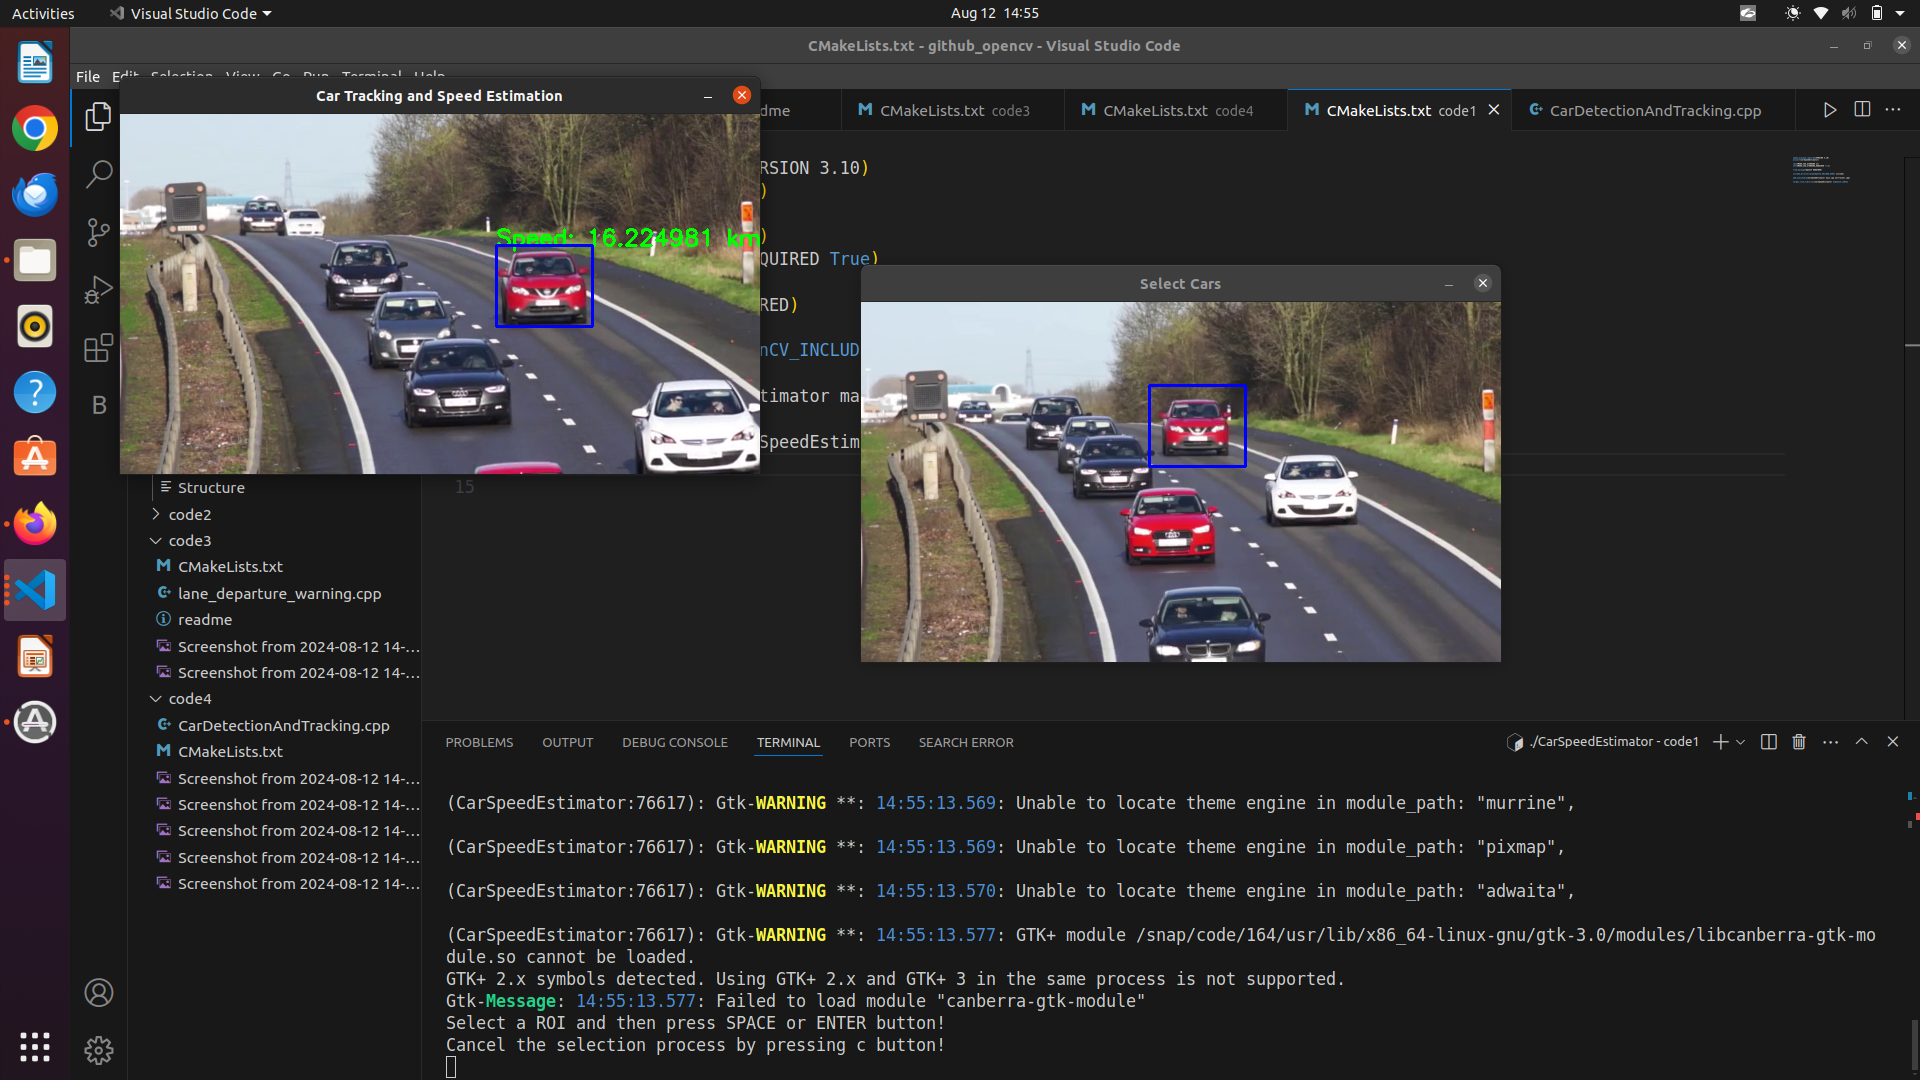 Activities
Visual Studio Code
Aug 12 14:55
CMakeLists.txt - github_opencv - Visual Studio Code
File Edit Selection View Go Run Terminal Help
Car Tracking and Speed Estimation
CMakeLists.txt code3
CMakeLists.txt code4
CMakeLists.txt code1
CarDetectionAndTracking.cpp
RSION 3.10)
)
)
QUIRED True)
RED)
nCV_INCLUD
timator ma
SpeedEstim
15
Speed: 16.224981 km
Select Cars
B
Structure
code2
code3
CMakeLists.txt
lane_departure_warning.cpp
readme
Screenshot from 2024-08-12 14-...
Screenshot from 2024-08-12 14-...
code4
CarDetectionAndTracking.cpp
CMakeLists.txt
Screenshot from 2024-08-12 14-...
Screenshot from 2024-08-12 14-...
Screenshot from 2024-08-12 14-...
Screenshot from 2024-08-12 14-...
Screenshot from 2024-08-12 14-...
PROBLEMS OUTPUT DEBUG CONSOLE TERMINAL PORTS SEARCH ERROR
./CarSpeedEstimator - code1
(CarSpeedEstimator:76617): Gtk-WARNING **: 14:55:13.569: Unable to locate theme engine in module_path: "murrine",
(CarSpeedEstimator:76617): Gtk-WARNING **: 14:55:13.569: Unable to locate theme engine in module_path: "pixmap",
(CarSpeedEstimator:76617): Gtk-WARNING **: 14:55:13.570: Unable to locate theme engine in module_path: "adwaita",
(CarSpeedEstimator:76617): Gtk-WARNING **: 14:55:13.577: GTK+ module /snap/code/164/usr/lib/x86_64-linux-gnu/gtk-3.0/modules/libcanberra-gtk-mo
dule.so cannot be loaded.
GTK+ 2.x symbols detected. Using GTK+ 2.x and GTK+ 3 in the same process is not supported.
Gtk-Message: 14:55:13.577: Failed to load module "canberra-gtk-module"
Select a ROI and then press SPACE or ENTER button!
Cancel the selection process by pressing c button!